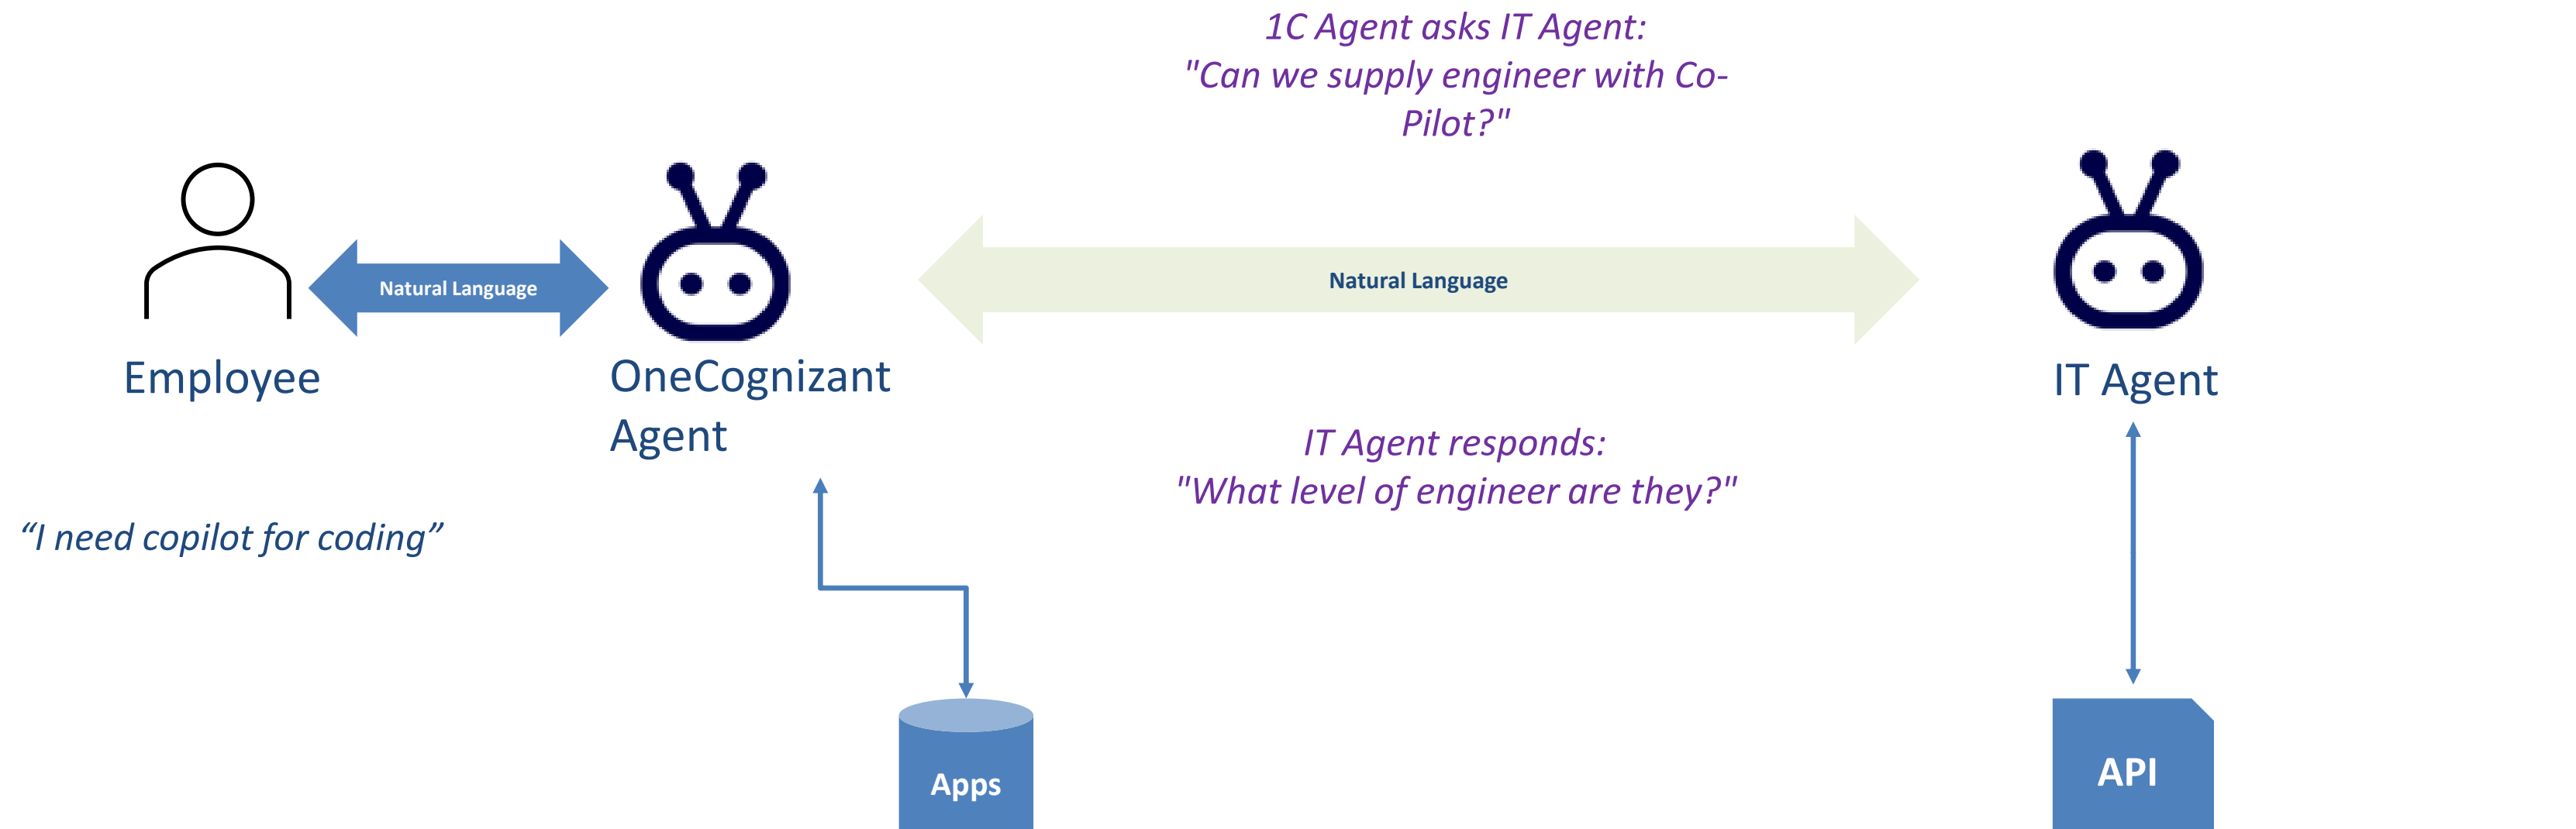 1C Agent asks IT Agent:
"Can we supply engineer with Co-
Pilot?"
Natural Language
Natural Language
Employee
OneCognizant
Agent
IT Agent
IT Agent responds:
"What level of engineer are they?"
“I need copilot for coding”
Apps
API